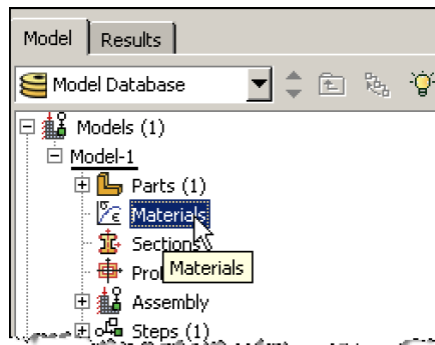 Model Results
Model Database
Models (1)
Model-1
Parts (1)
Materials
Sections
Materials
Assembly
Steps (1)